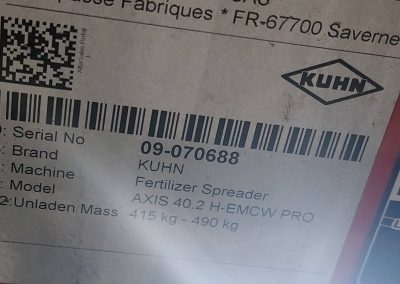 Fabriques * FR-67700 Saverne
KUHN
: Serial No 09-070688
: Brand KUHN
: Machine Fertilizer Spreader
: Model AXIS 40.2 H-EMCW PRO
2:Unladen Mass 415 kg - 490 kg